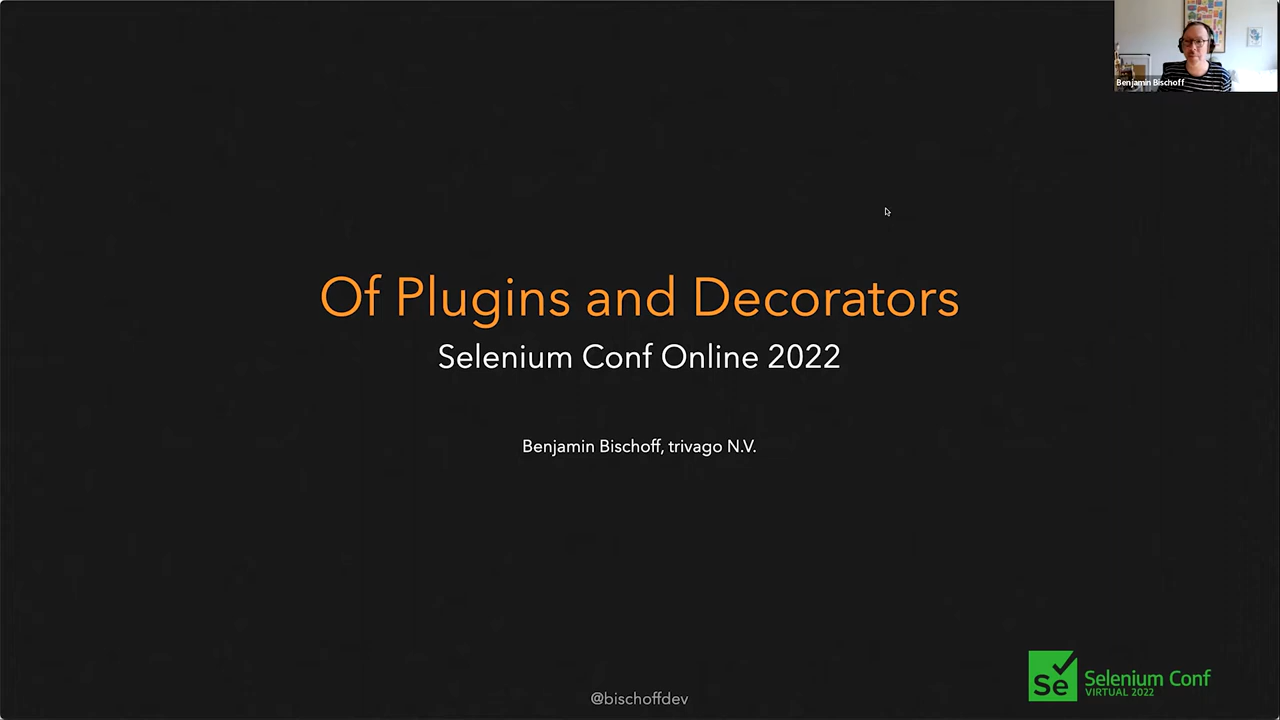 Benjamin Bischoff
Of Plugins and Decorators
Selenium Conf Online 2022
Benjamin Bischoff, trivago N.V.
@bischoffdev
Se
Selenium Conf
VIRTUAL 2022